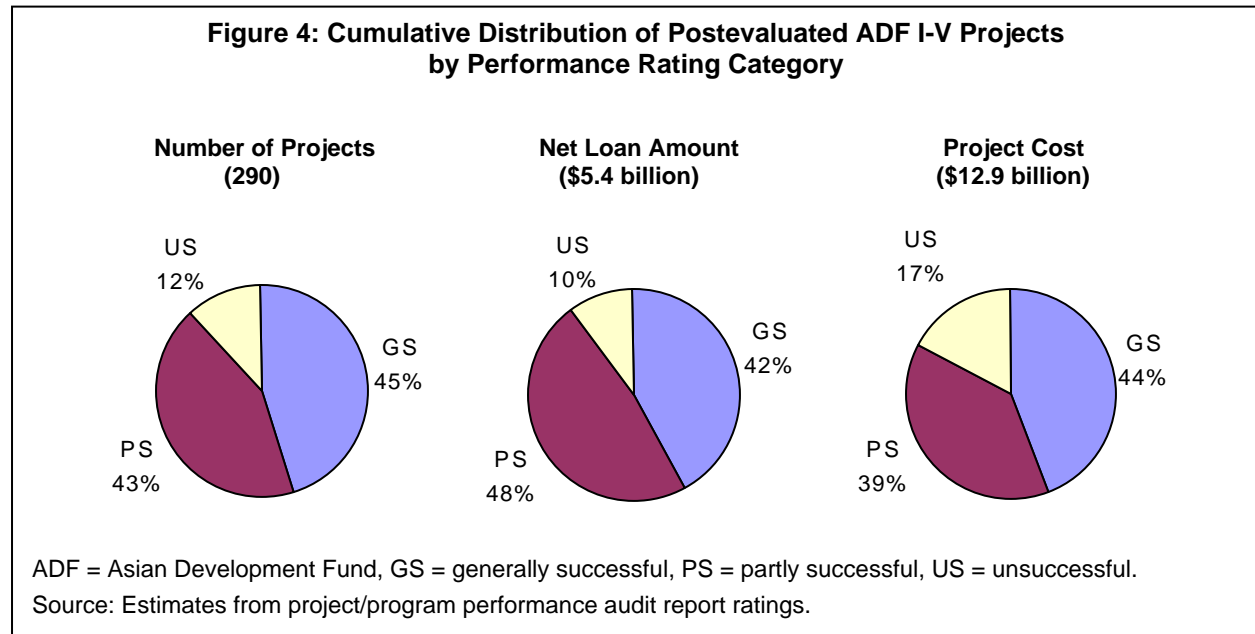 Figure 4: Cumulative Distribution of Postevaluated ADF I-V Projects
by Performance Rating Category
Number of Projects
(290)
US
12%
GS
45%
PS
43%
Net Loan Amount
($5.4 billion)
US
10%
GS
42%
PS
48%
Project Cost
($12.9 billion)
US
17%
GS
44%
PS
39%
ADF = Asian Development Fund, GS = generally successful, PS = partly successful, US = unsuccessful.
Source: Estimates from project/program performance audit report ratings.